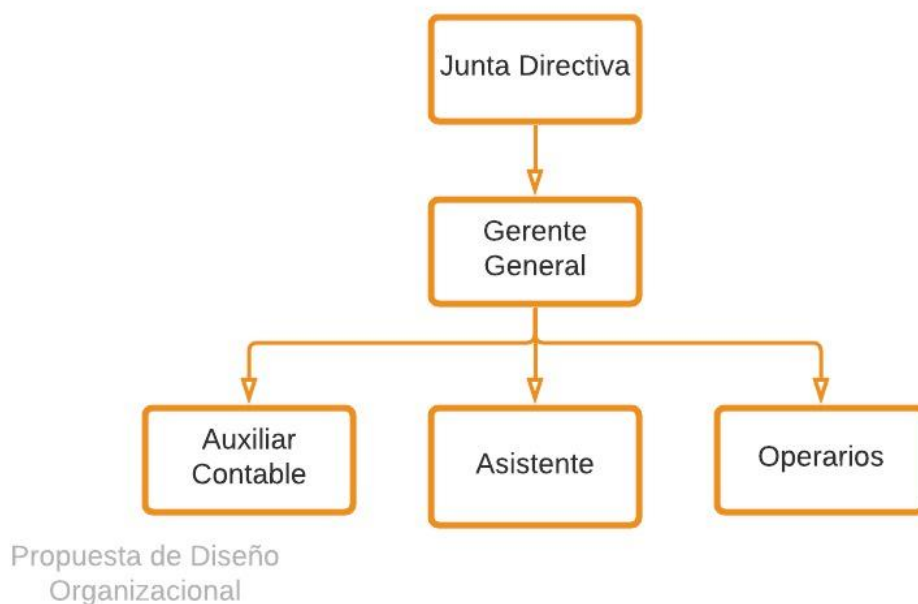 Junta Directiva
Gerente
General
Auxiliar
Contable
Asistente
Operarios
Propuesta de Diseño
Organizacional